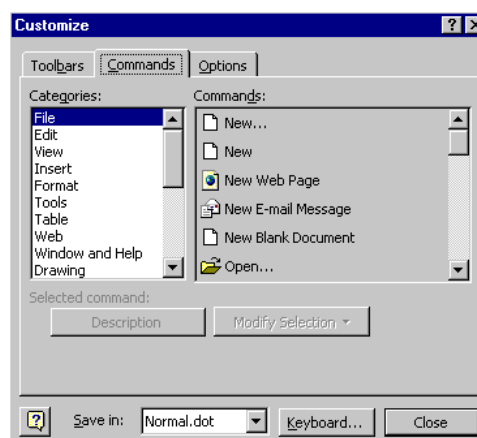 Customize
Toolbars Commands Options
Categories: Commands:
File
Edit
View
Insert
Format
Tools
Table
Web
Window and Help
Drawing
New...
New
New Web Page
New E-mail Message
New Blank Document
Open...
Selected command:
Description Modify Selection
Save in: Normal.dot Keyboard... Close